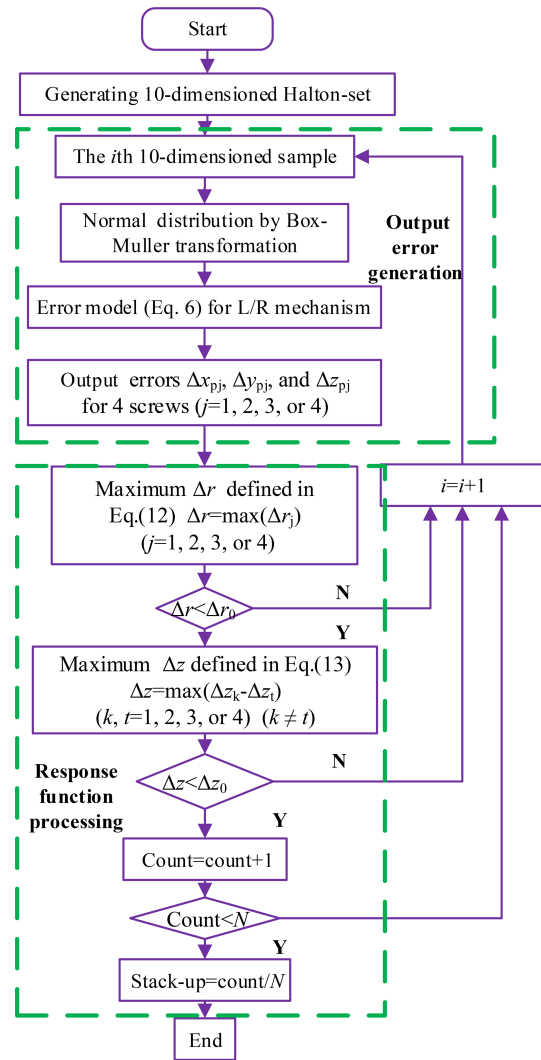 Start
Generating 10-dimensioned Halton-set
The ith 10-dimensioned sample
Normal distribution by Box-
Muller transformation
Output
error
generation
Error model (Eq. 6) for L/R mechanism
Output errors Δxpj, Δypj, and Δzpj
for 4 screws (j=1, 2, 3, or 4)
Maximum Δr defined in
Eq.(12) Δr=max(Δrj)
(j=1, 2, 3, or 4)
i=i+1
Δr<Δr0
N
Y
Maximum Δz defined in Eq.(13)
Δz=max(Δzk-Δzt)
(k, t=1, 2, 3, or 4) (k ≠ t)
Δz<Δz0
N
Response
function
processing
Y
Count=count+1
Count<N
Y
Stack-up=count/N
End